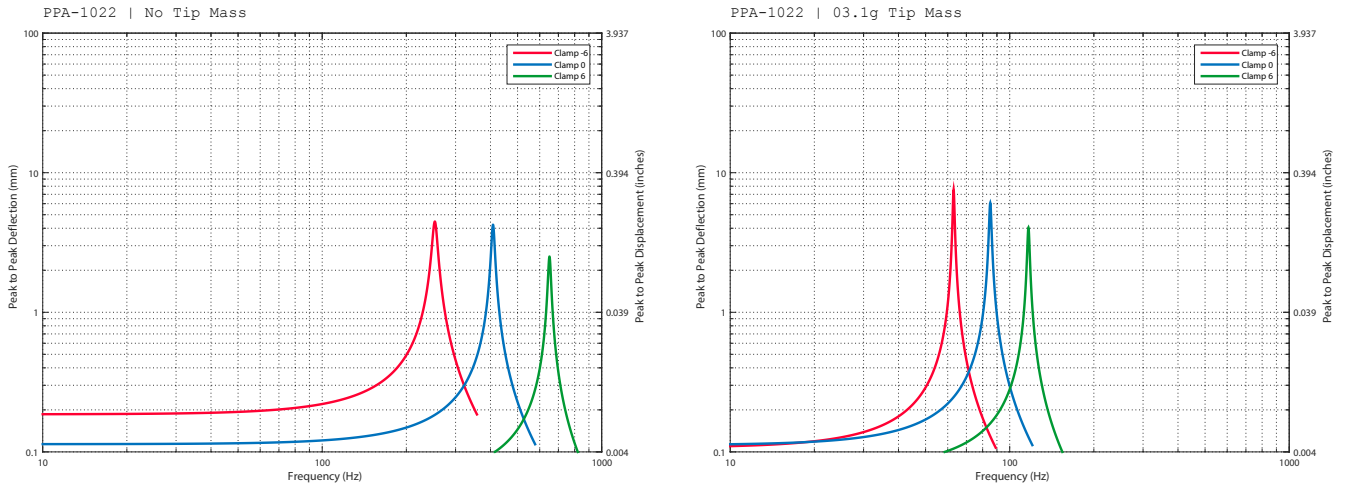 PPA-1022 | No Tip Mass
100
3.937
Clamp -6
Clamp 0
Clamp 6
10
0.394
Peak to Peak Deflection (mm)
Peak to Peak Displacement (inches)
1
0.039
0.1
0.004
10
100
1000
Frequency (Hz)
PPA-1022 | 03.1g Tip Mass
100
3.937
Clamp -6
Clamp 0
Clamp 6
10
0.394
Peak to Peak Deflection (mm)
Peak to Peak Displacement (inches)
1
0.039
0.1
0.004
10
100
1000
Frequency (Hz)